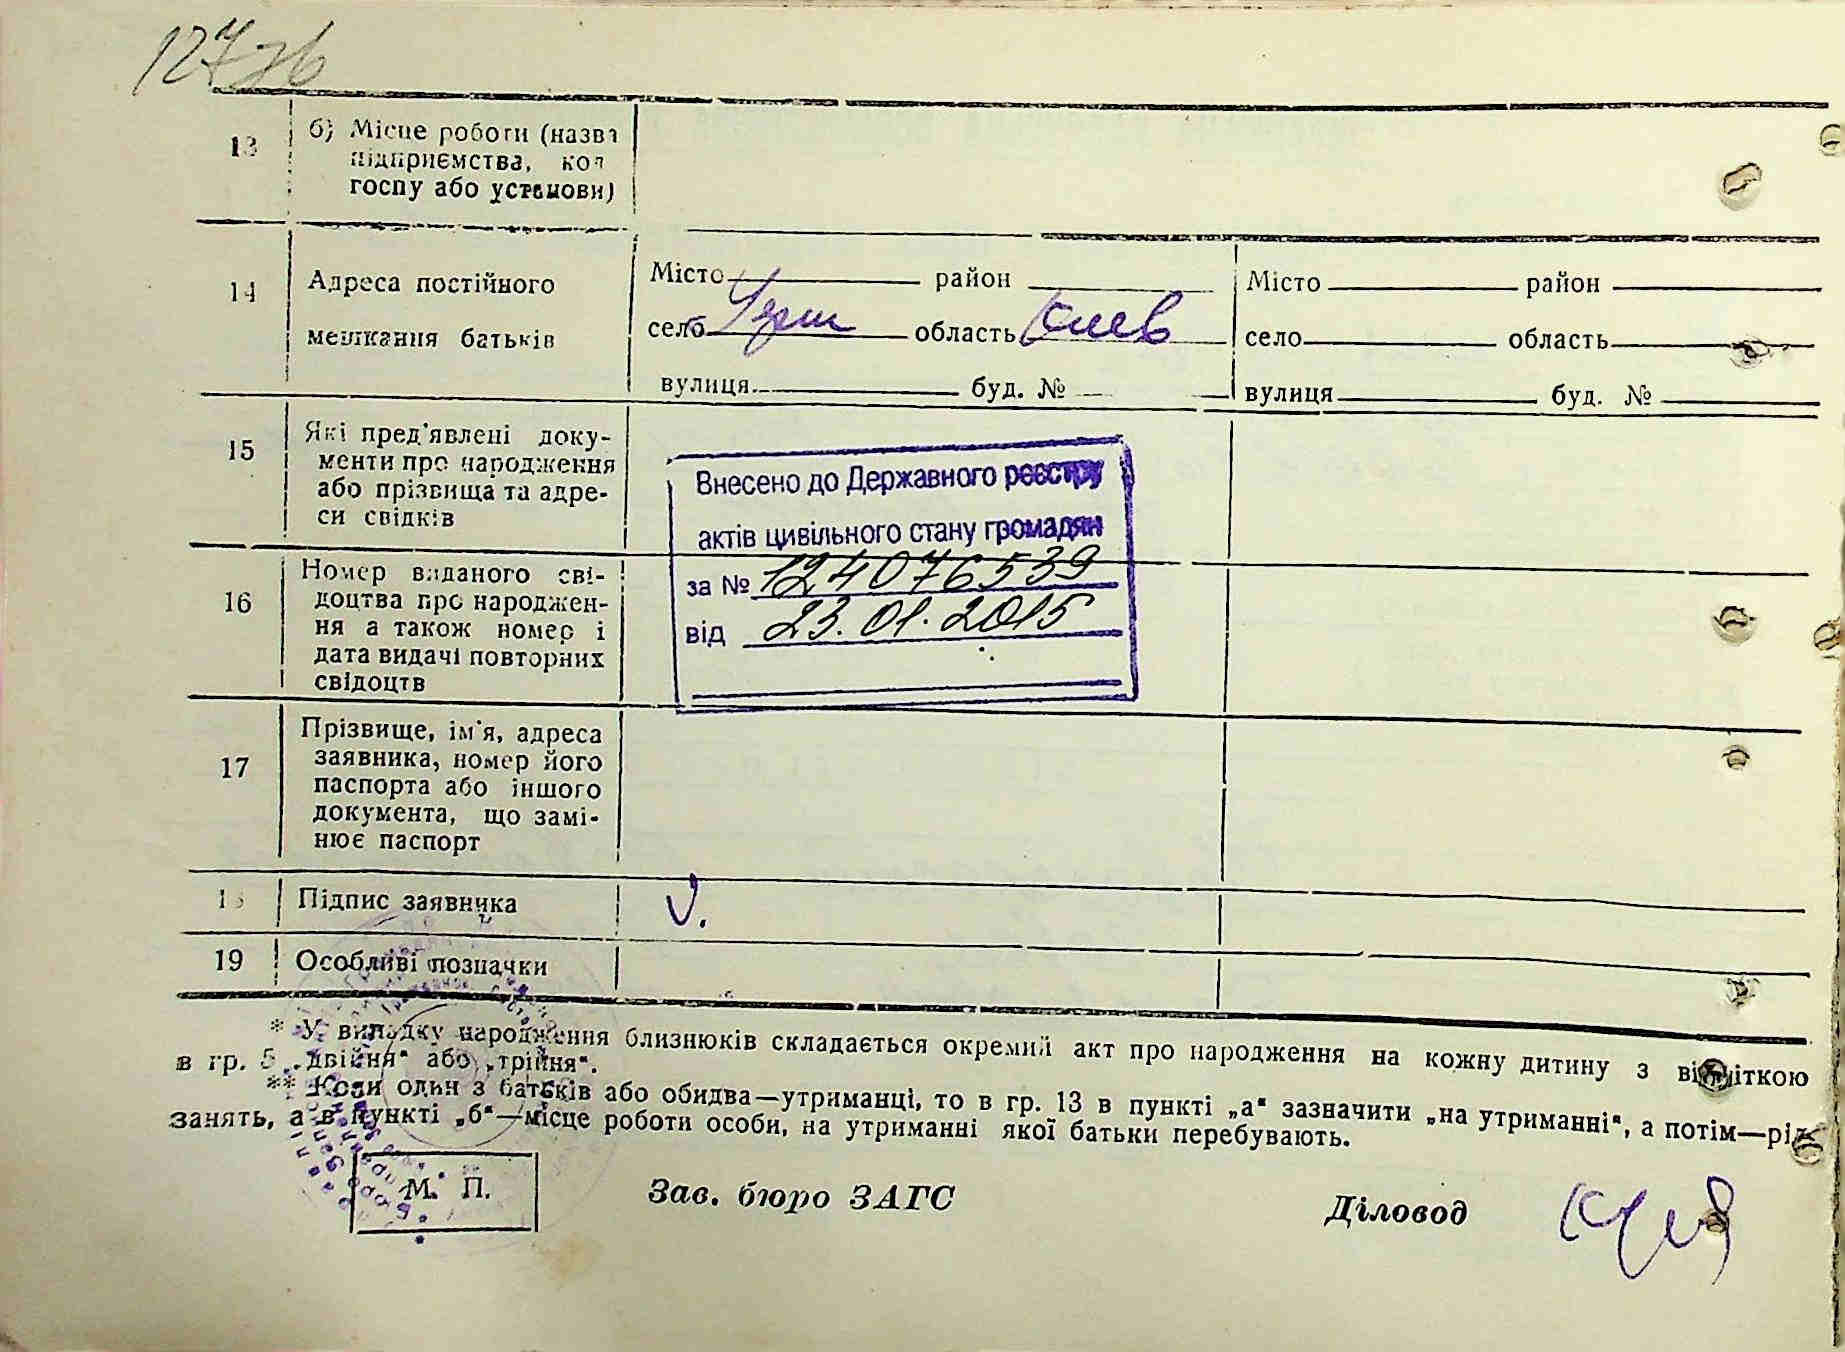 13 б) Місце роботи (назва
підприємства, кол
госпу або установи)
14 Адреса постійного
мешкання батьків
Місто район
село область Киев
вулиця буд. №
Місто район
село область
вулиця буд. №
15 Які пред'явлені доку-
менти про народження
або прізвища та адре-
си свідків
Внесено до Державного реєстру
актів цивільного стану громадян
за № 124076539
від 23.01.2015
16 Номер виданого сві-
доцтва про народжен-
ня а також номер і
дата видачі повторних
свідоцтв
17 Прізвище, ім'я, адреса
заявника, номер його
паспорта або іншого
документа, що замі-
нює паспорт
18 Підпис заявника
19 Особливі позначки
* У випадку народження близнюків складається окремий акт про народження на кожну дитину з відміткою
в гр. 5 „двійня“ або „трійня“.
** Коли один з батьків або обидва—утриманці, то в гр. 13 в пункті „а“ зазначити „на утриманні“, а потім—рід
занять, а в пункті „б“—місце роботи особи, на утриманні якої батьки перебувають.
М. П. Зав. бюро ЗАГС Діловод